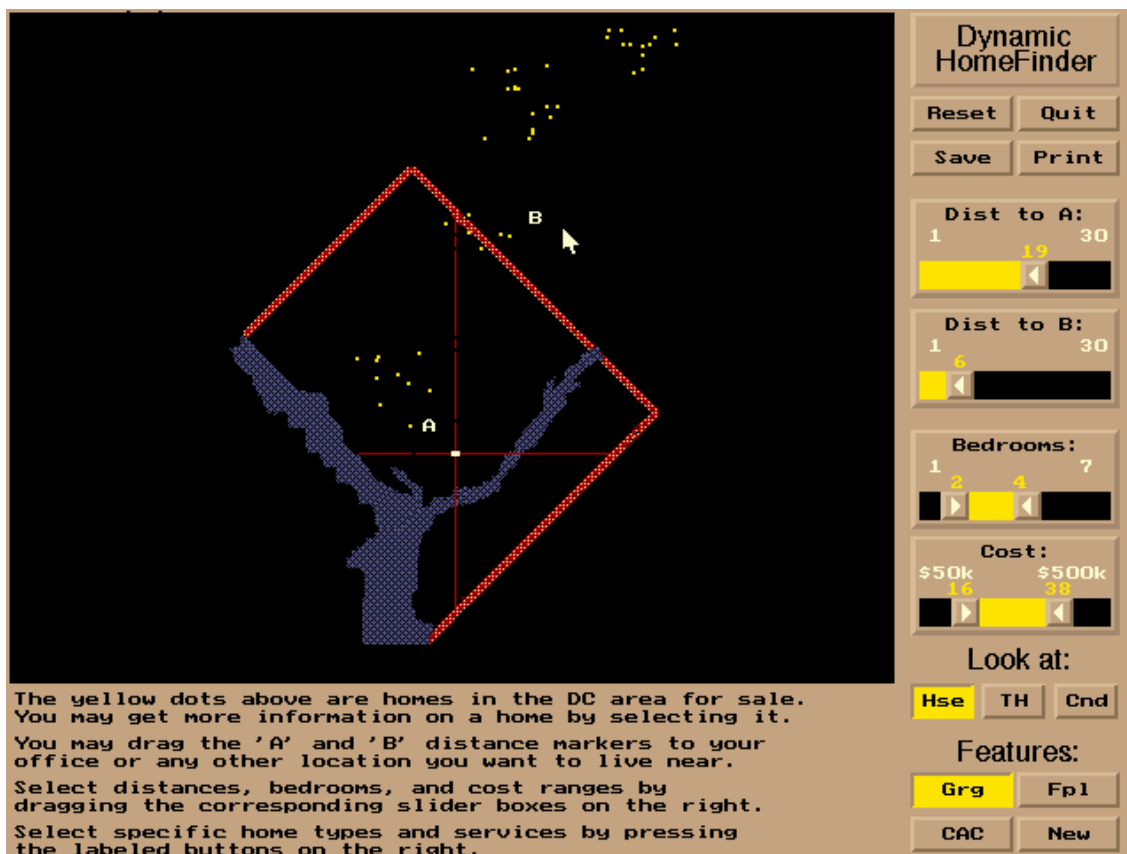 Dynamic
HomeFinder
Reset Quit
Save Print
Dist to A:
1 30
19
Dist to B:
1 30
6
Bedrooms:
1 7
2 4
Cost:
$50k $500k
16 38
Look at:
Hse TH Cnd
Features:
Grg Fpl
CAC New
B
A
The yellow dots above are homes in the DC area for sale.
You may get more information on a home by selecting it.
You may drag the 'A' and 'B' distance markers to your
office or any other location you want to live near.
Select distances, bedrooms, and cost ranges by
dragging the corresponding slider boxes on the right.
Select specific home types and services by pressing
the labeled buttons on the right.